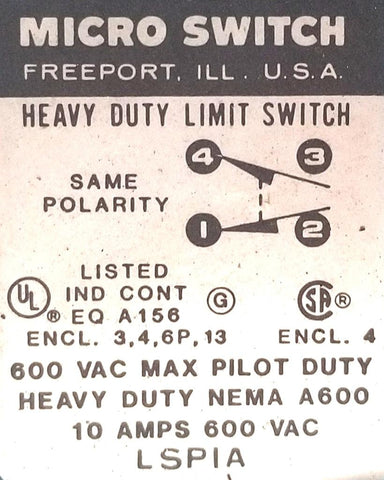 MICRO SWITCH
FREEPORT, ILL. U.S.A.
HEAVY DUTY LIMIT SWITCH
4 3
SAME
POLARITY
1 2
LISTED
UL ® IND CONT G SA ®
EQ A156
ENCL. 3,4,6P,13 ENCL. 4
600 VAC MAX PILOT DUTY
HEAVY DUTY NEMA A600
10 AMPS 600 VAC
LSP1A